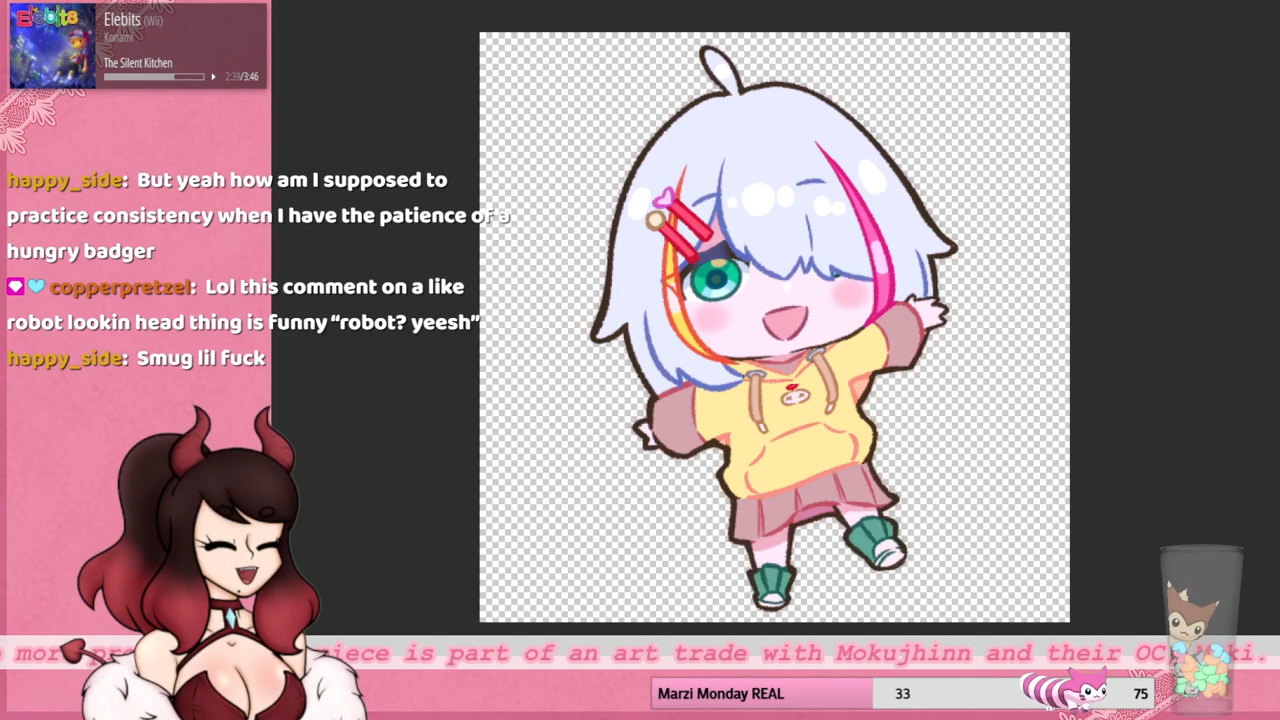 Elebits
Elebits (Wii)
Konami
The Silent Kitchen
2:39/3:46
happy_side: But yeah how am I supposed to
practice consistency when I have the patience of a
hungry badger
copperpretzel: Lol this comment on a like
robot lookin head thing is funny “robot? yeesh”
happy_side: Smug lil fuck
piece is part of an art trade with Mokujhinn and their OC
Marzi Monday REAL 33 75